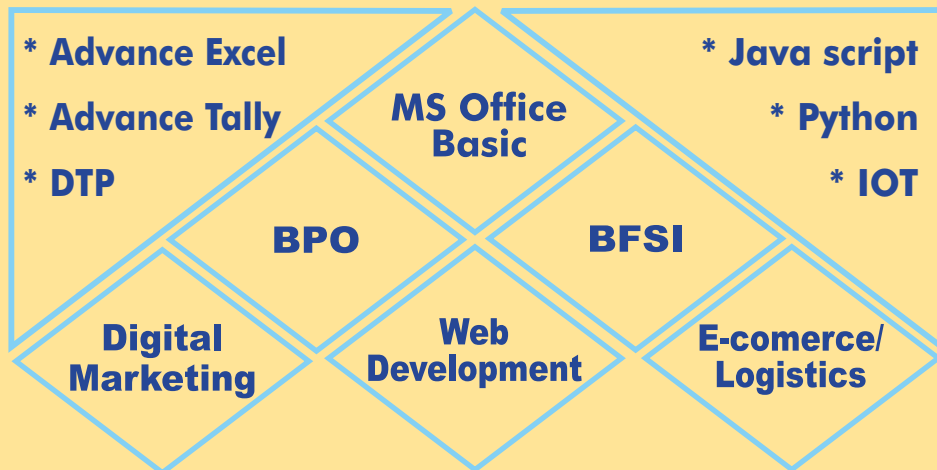 * Advance Excel
* Advance Tally
* DTP
* Java script
* Python
* IOT
MS Office
Basic
BPO
BFSI
Digital
Marketing
Web
Development
E-comerce/
Logistics